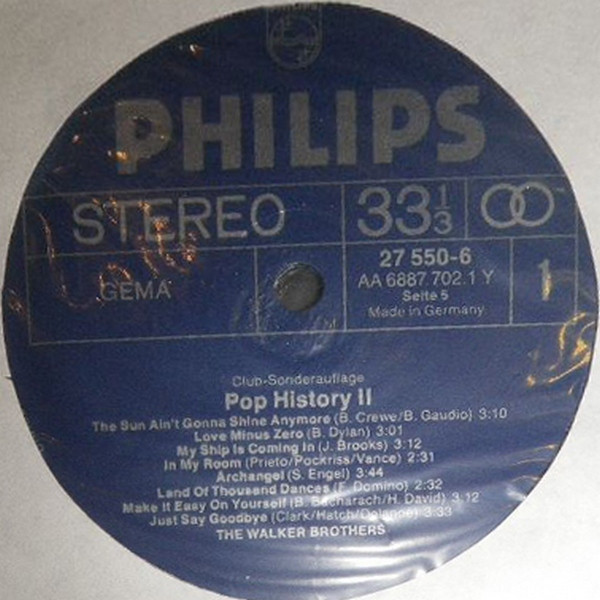 PHILIPS
STEREO
33 1/3
27 550-6
AA 6887 702.1 Y
Seite 5
Made in Germany
1
GEMA
Club-Sonderauflage
Pop History II
The Sun Ain't Gonna Shine Anymore (B. Crewe/B. Gaudio) 3:10
Love Minus Zero (B. Dylan) 3:01
My Ship Is Coming In (J. Brooks) 3:12
In My Room (Prieto/Pockriss/Vance) 2:31
Archangel (S. Engel) 3:44
Land Of Thousand Dances (F. Domino) 2:32
Make It Easy On Yourself (B. Bacharach/H. David) 3:12
Just Say Goodbye (Clark/Hatch/Delanoe) 3:33
THE WALKER BROTHERS